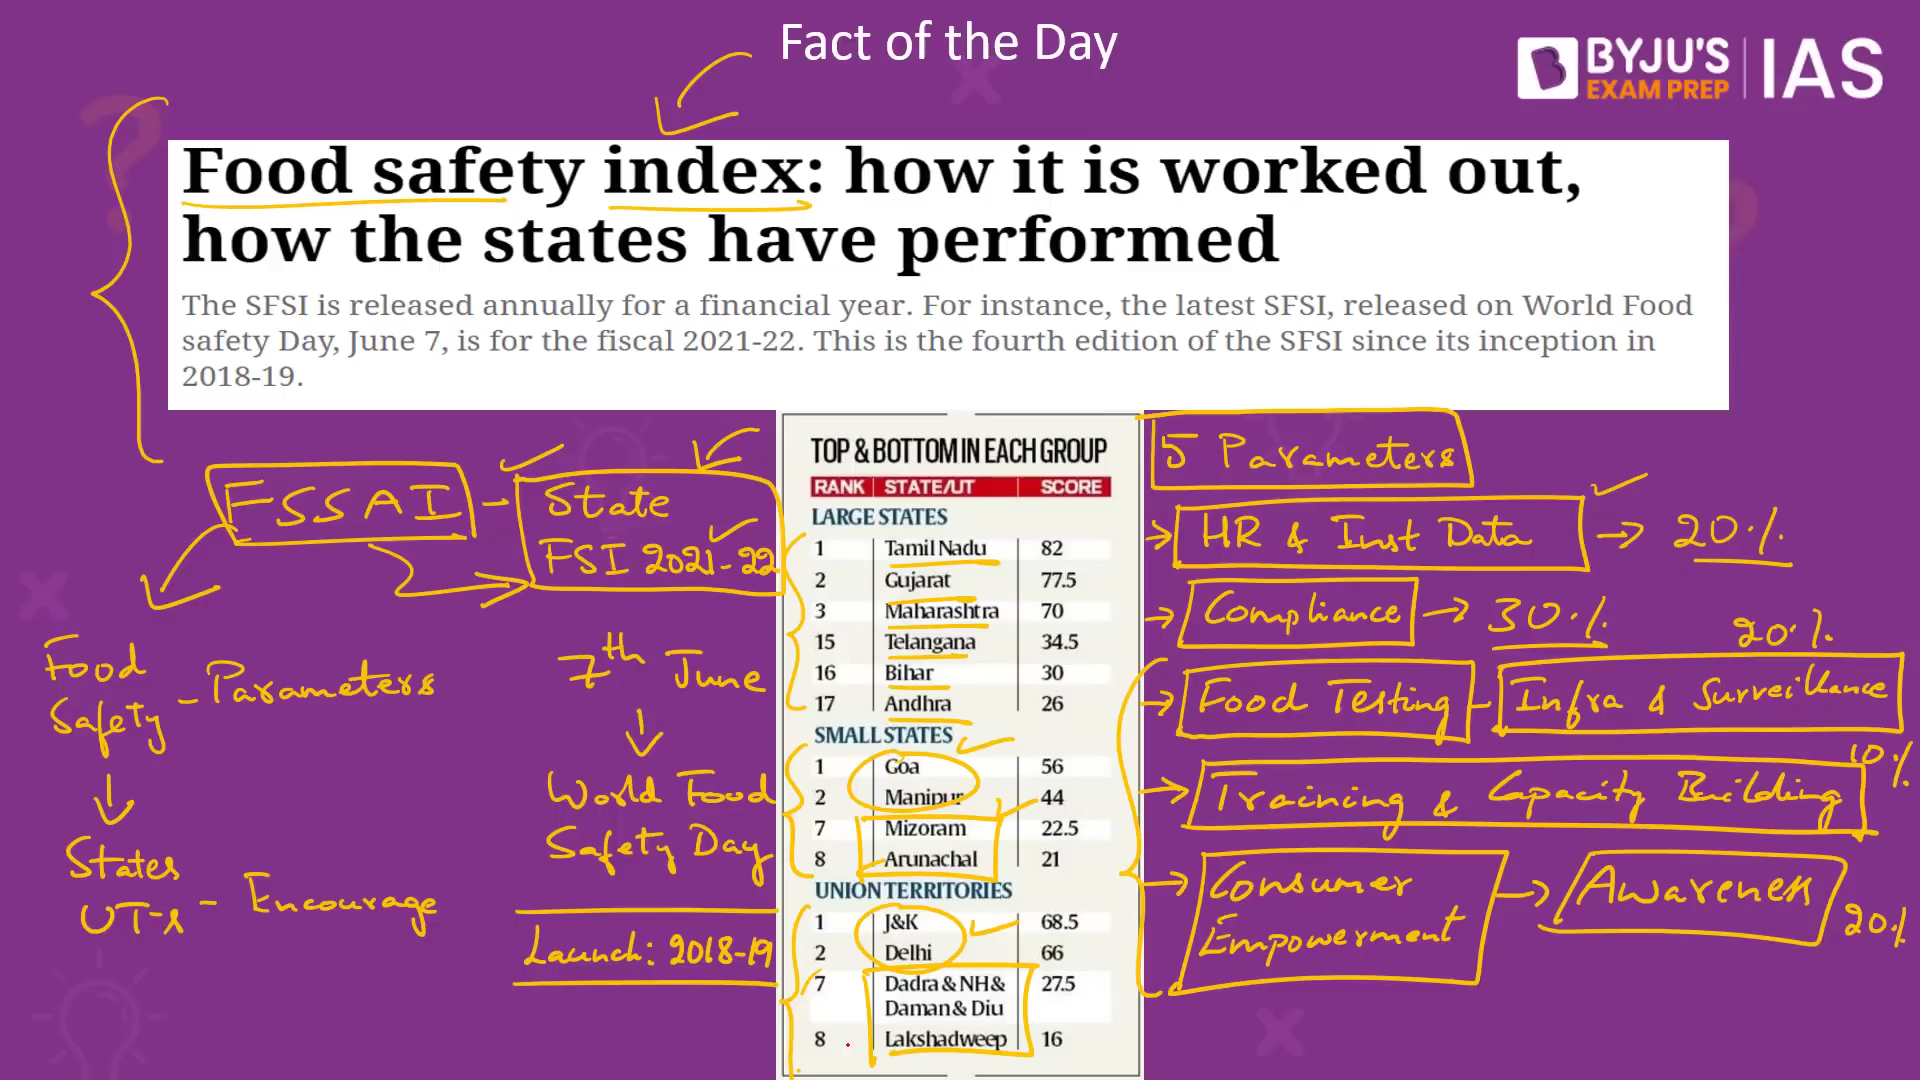 Fact of the Day
BYJU'S
EXAM PREP
IAS
Food safety index: how it is worked out,
how the states have performed
The SFSI is released annually for a financial year. For instance, the latest SFSI, released on World Food
safety Day, June 7, is for the fiscal 2021-22. This is the fourth edition of the SFSI since its inception in
2018-19.
FSSAI - State
FSI 2021-22
Food
Safety - Parameters
States
UT-s - Encourage
7th June
World Food
Safety Day
Launch: 2018-19
TOP & BOTTOM IN EACH GROUP
RANK STATE/UT SCORE
LARGE STATES
1 Tamil Nadu 82
2 Gujarat 77.5
3 Maharashtra 70
15 Telangana 34.5
16 Bihar 30
17 Andhra 26
SMALL STATES
1 Goa 56
2 Manipur 44
7 Mizoram 22.5
8 Arunachal 21
UNION TERRITORIES
1 J&K 68.5
2 Delhi 66
7 Dadra & NH & 27.5
Daman & Diu
8 Lakshadweep 16
5 Parameters
HR & Inst Data → 20%
Compliance → 30%
20%
Food Testing - Infra & Surveillance
10%
Training & Capacity Building
Consumer
Empowerment → Awareness
20%